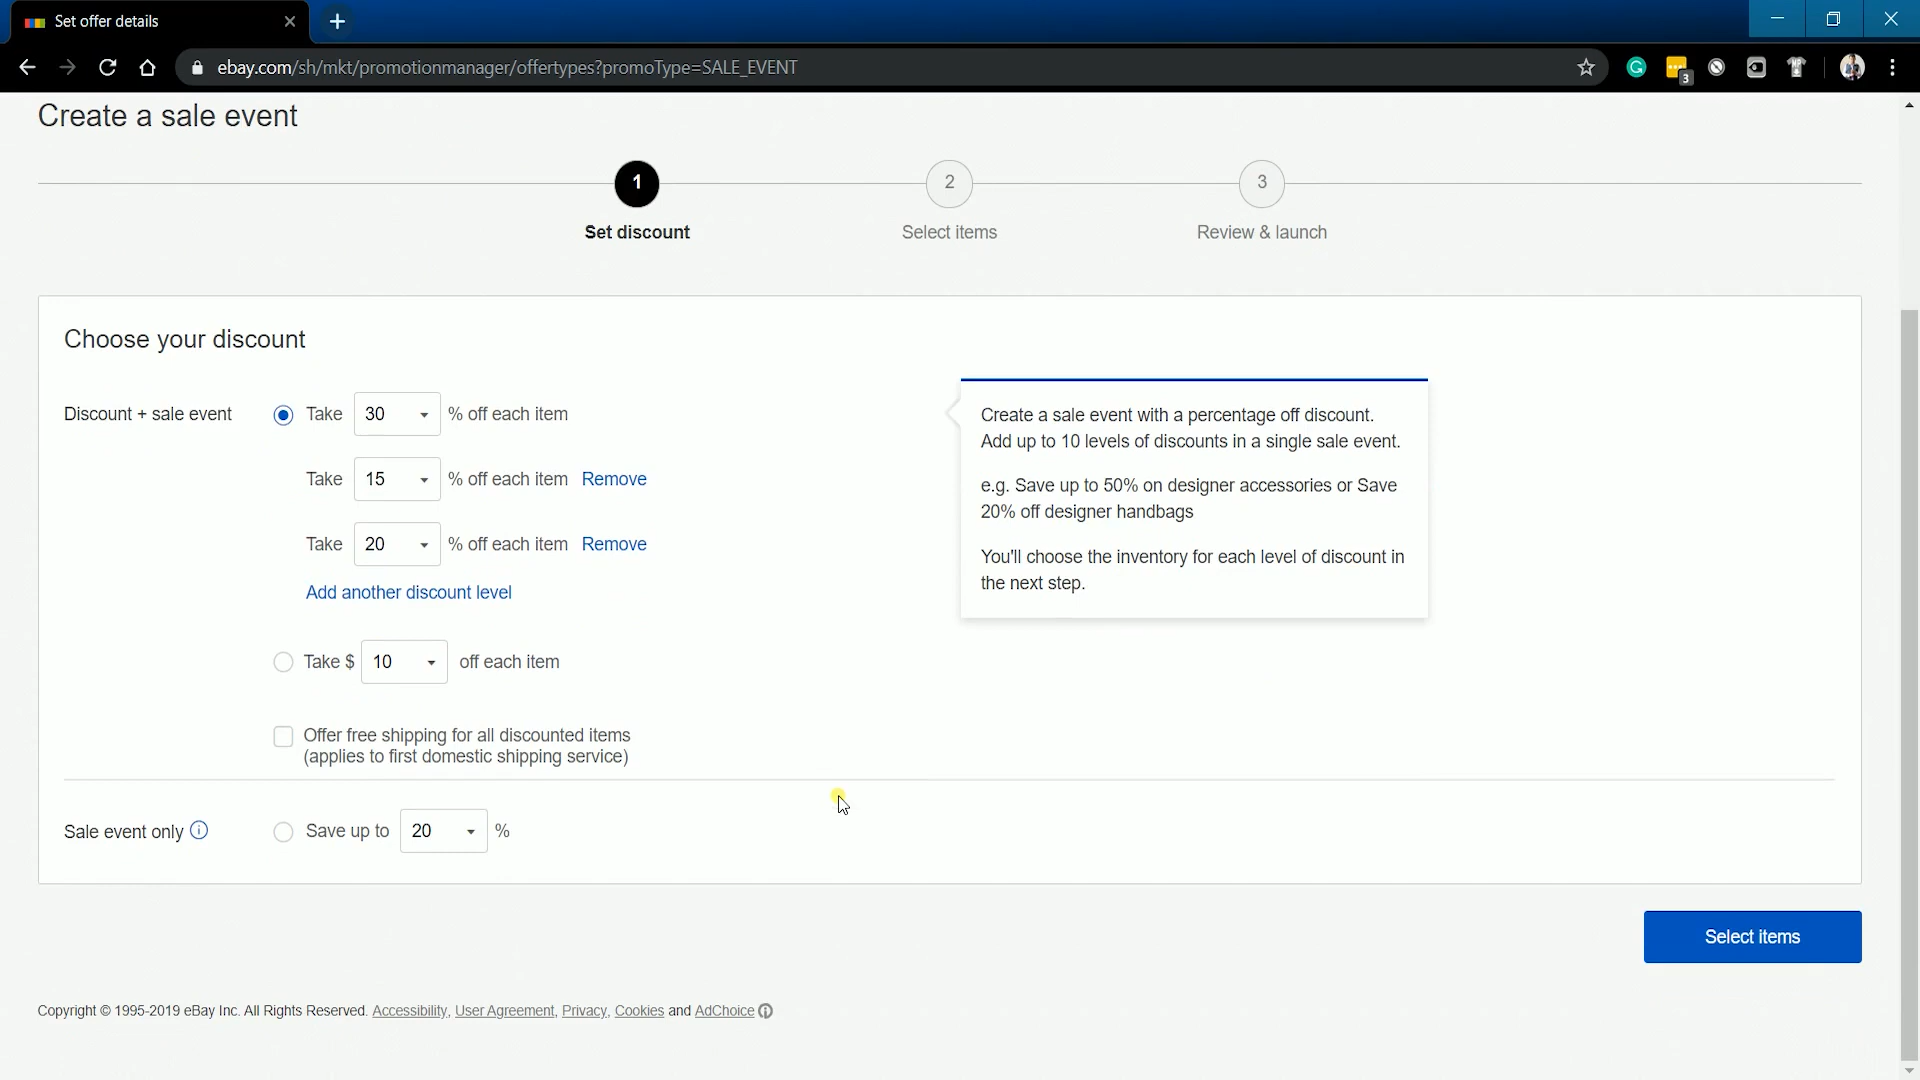 Set offer details
ebay.com/sh/mkt/promotionmanager/offertypes?promoType=SALE_EVENT
3
Create a sale event
1
2
3
Set discount
Select items
Review & launch
Choose your discount
Discount + sale event
Take 30 % off each item
Take 15 % off each item Remove
Take 20 % off each item Remove
Add another discount level
Take $ 10 off each item
Offer free shipping for all discounted items
(applies to first domestic shipping service)
Create a sale event with a percentage off discount.
Add up to 10 levels of discounts in a single sale event.
e.g. Save up to 50% on designer accessories or Save
20% off designer handbags
You'll choose the inventory for each level of discount in
the next step.
Sale event only
Save up to 20 %
Select items
Copyright © 1995-2019 eBay Inc. All Rights Reserved. Accessibility, User Agreement, Privacy, Cookies and AdChoice